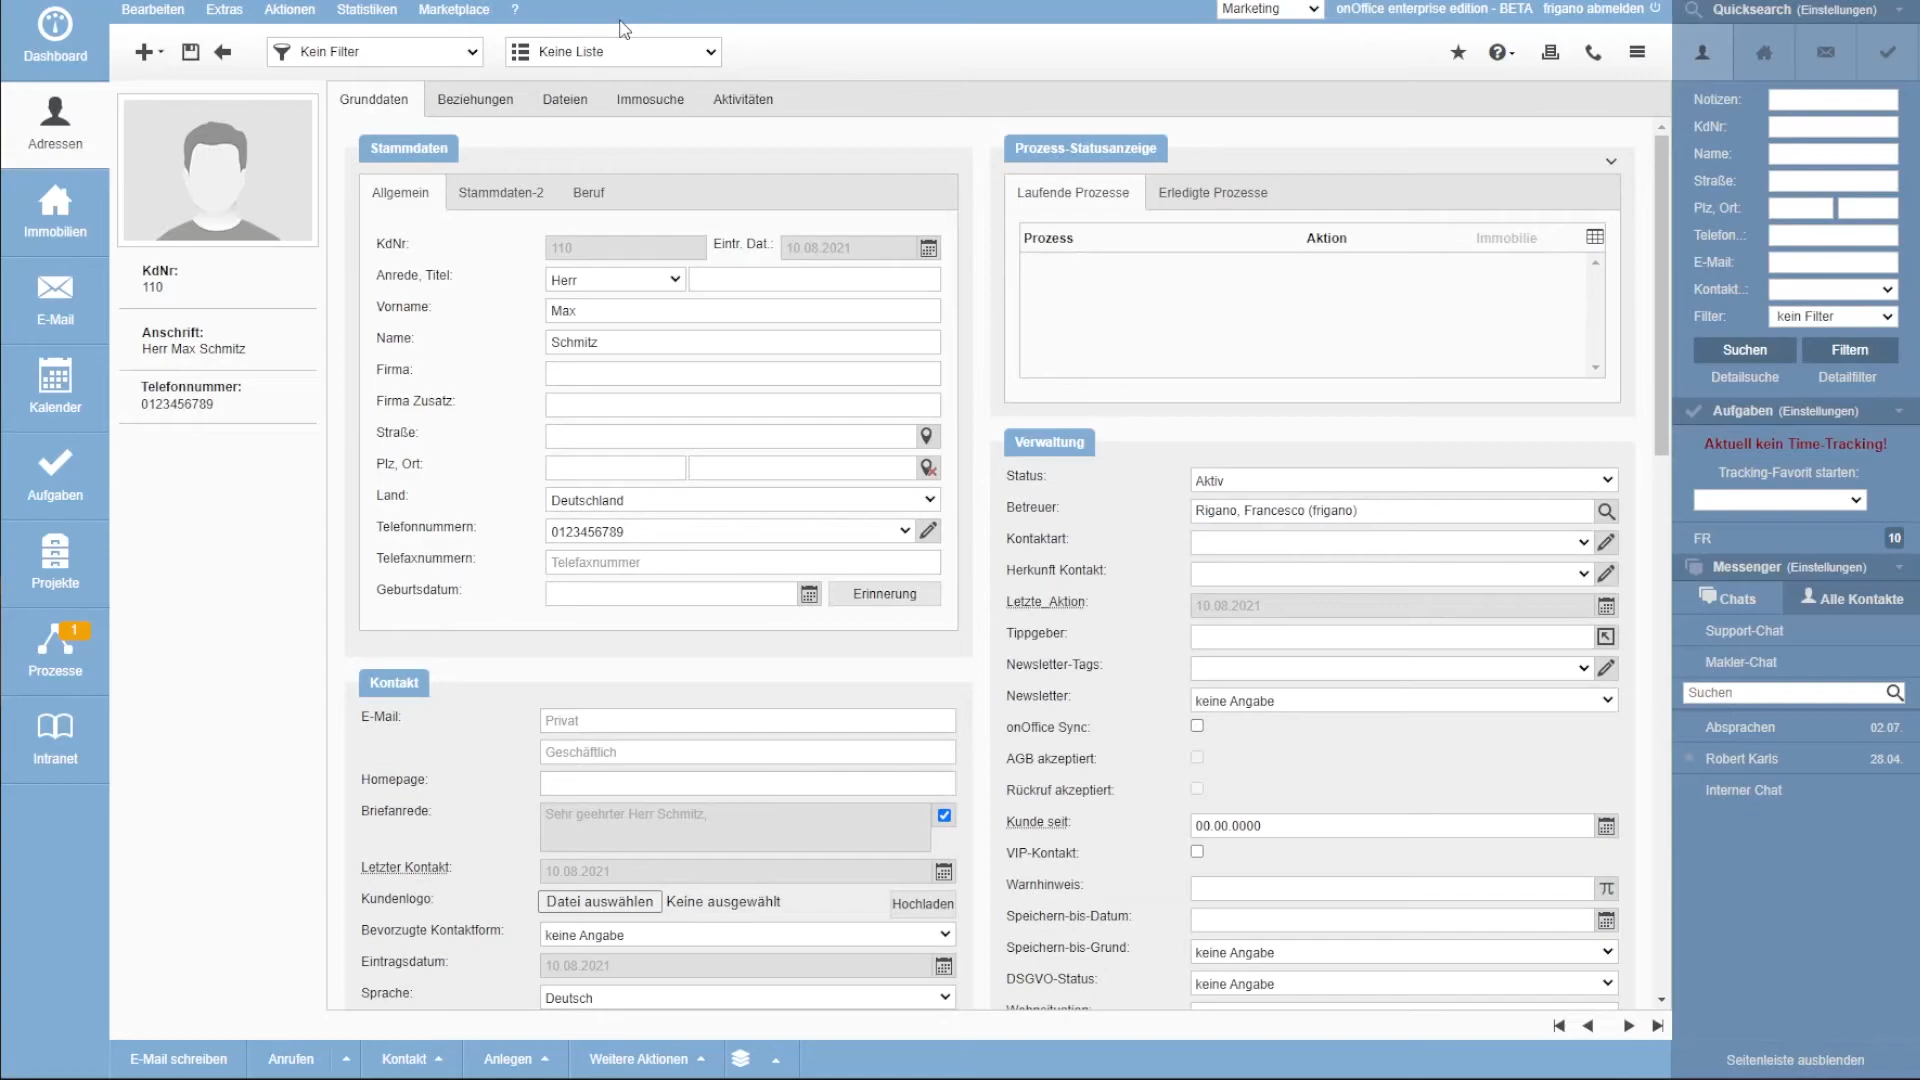 Bearbeiten Extras Aktionen Statistiken Marketplace ?
Marketing
onOffice enterprise edition - BETA frigano abmelden
Dashboard
Kein Filter
Keine Liste
Adressen
Immobilien
E-Mail
Kalender
Aufgaben
Projekte
1
Prozesse
Intranet
KdNr:
110
Anschrift:
Herr Max Schmitz
Telefonnummer:
0123456789
Grunddaten Beziehungen Dateien Immosuche Aktivitäten
Stammdaten
Allgemein Stammdaten-2 Beruf
KdNr: 110 Eintr. Dat.: 10.08.2021
Anrede, Titel: Herr
Vorname: Max
Name: Schmitz
Firma:
Firma Zusatz:
Straße:
Plz, Ort:
Land: Deutschland
Telefonnummern: 0123456789
Telefaxnummern: Telefaxnummer
Geburtsdatum: Erinnerung
Kontakt
E-Mail: Privat
Geschäftlich
Homepage:
Briefanrede: Sehr geehrter Herr Schmitz,
Letzter Kontakt: 10.08.2021
Kundenlogo: Datei auswählen Keine ausgewählt Hochladen
Bevorzugte Kontaktform: keine Angabe
Eintragsdatum: 10.08.2021
Sprache: Deutsch
Prozess-Statusanzeige
Laufende Prozesse Erledigte Prozesse
Prozess Aktion Immobilie
Verwaltung
Status: Aktiv
Betreuer: Rigano, Francesco (frigano)
Kontaktart:
Herkunft Kontakt:
Letzte_Aktion: 10.08.2021
Tippgeber:
Newsletter-Tags:
Newsletter: keine Angabe
onOffice Sync:
AGB akzeptiert:
Rückruf akzeptiert:
Kunde seit: 00.00.0000
VIP-Kontakt:
Warnhinweis: π
Speichern-bis-Datum:
Speichern-bis-Grund: keine Angabe
DSGVO-Status: keine Angabe
Wohnsituation:
E-Mail schreiben Anrufen Kontakt Anlegen Weitere Aktionen
Quicksearch (Einstellungen)
Notizen:
KdNr:
Name:
Straße:
Plz, Ort:
Telefon..:
E-Mail:
Kontakt..:
Filter: kein Filter
Suchen Filtern
Detailsuche Detailfilter
Aufgaben (Einstellungen)
Aktuell kein Time-Tracking!
Tracking-Favorit starten:
FR 10
Messenger (Einstellungen)
Chats Alle Kontakte
Support-Chat
Makler-Chat
Suchen
Absprachen 02.07.
Robert Karls 28.04.
Interner Chat
Seitenleiste ausblenden